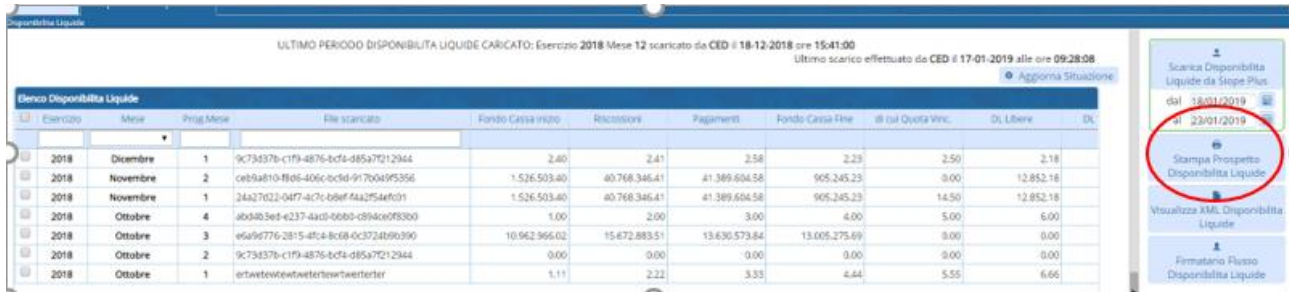 Disponibilita Liquide
ULTIMO PERIODO DISPONIBILITA LIQUIDE CARICATO: Esercizio 2018 Mese 12 scaricato da CED il 18-12-2018 ore 15:41:00
Ultimo scarico effettuato da CED il 17-01-2019 alle ore 09:28:08
Aggiorna Situazione
Elenco Disponibilita Liquide
Esercizio Mese Prog.Mese File scaricato Fondo Cassa Inizio Riscossioni Pagamenti Fondo Cassa Fine di cui Quota Vinc. DL Libere DL
2018 Dicembre 1 9c73d37b-c1f9-4876-bcf4-d85a7f212944 2.40 2.41 2.58 2.23 2.50 2.18
2018 Novembre 2 ceb9a810-f8d6-406c-bc9d-917b049f5356 1.526.503.40 40.768.346.41 41.389.604.58 905.245.23 0.00 12.852.18
2018 Novembre 1 24a27d22-04f7-4c7c-b8ef-f4a2f54efc01 1.526.503.40 40.768.346.41 41.389.604.58 905.245.23 14.50 12.852.18
2018 Ottobre 4 1.00 2.00 3.00 4.00 5.00 6.00
2018 Ottobre 3 e6a9d776-2815-4fc4-8c68-0c3724b9b390 10.962.966.02 15.672.883.51 13.630.573.84 13.005.275.69 0.00 0.00
2018 Ottobre 2 9c73d37b-c1f9-4876-bcf4-d85a7f212944 0.00 0.00 0.00 0.00 0.00 0.00
2018 Ottobre 1 1.11 2.22 3.33 4.44 5.55 6.66
Scarica Disponibilita
Liquide da Siope Plus
dal 18/01/2019
al 23/01/2019
Stampa Prospetto
Disponibilita Liquide
Visualizza XML Disponibilita
Liquide
Firmatario Flusso
Disponibilita Liquide